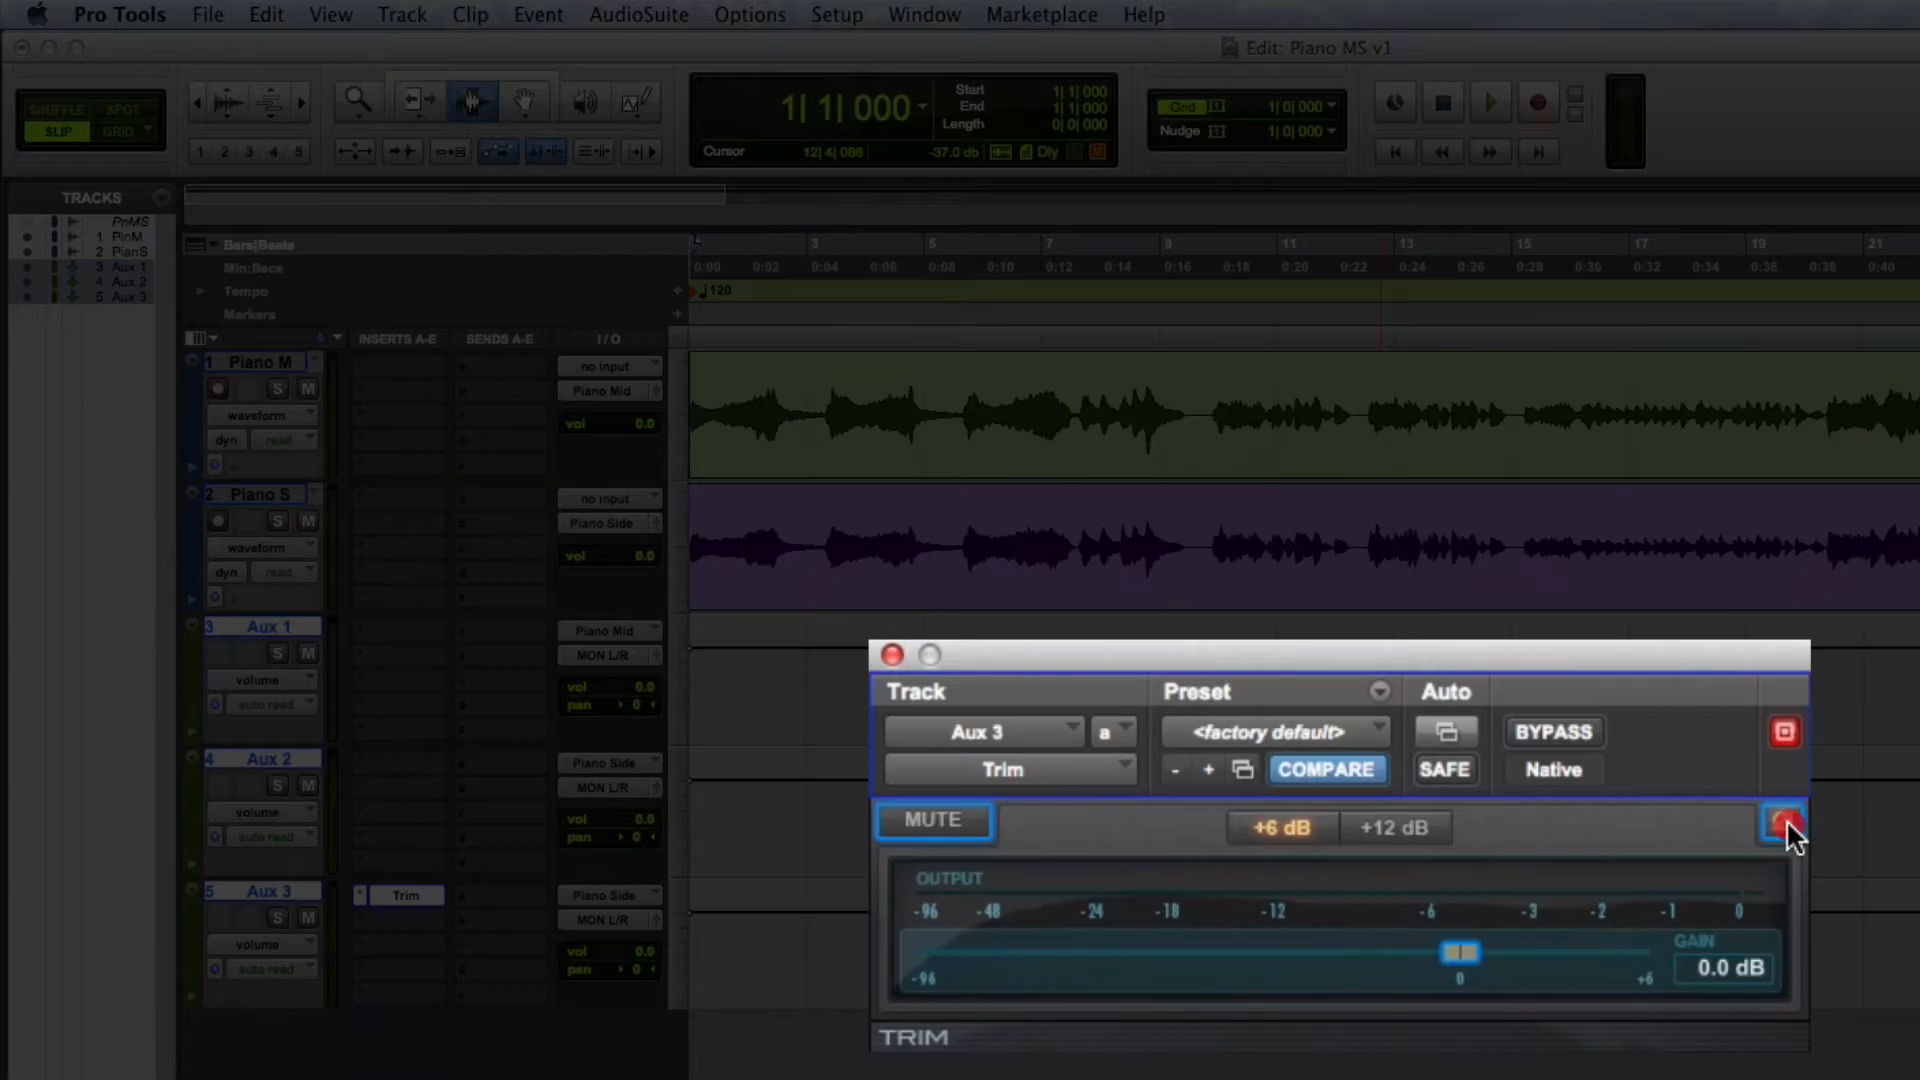 Pro Tools File Edit View Track Clip Event AudioSuite Options Setup Window Marketplace Help
Edit: Piano MS v1
SHUFFLE SPOT
SLIP GRID
1 2 3 4 5
1| 1| 000
Start 1| 1| 000
End 1| 1| 000
Length 0| 0| 000
Cursor 12| 4| 086 -37.0 db Dly
Grid 1| 0| 000
Nudge 1| 0| 000
TRACKS
PnMS
1 PinM
2 PianS
3 Aux 1
4 Aux 2
5 Aux 3
Bars|Beats 3 5 7 9 11 13 15 17 19 21
Min:Secs 0:00 0:02 0:04 0:06 0:08 0:10 0:12 0:14 0:16 0:18 0:20 0:22 0:24 0:26 0:28 0:30 0:32 0:34 0:36 0:38 0:40
Tempo 120
Markers
INSERTS A-E SENDS A-E I / O
1 Piano M no input
S M Piano Mid
waveform vol 0.0
dyn read
2 Piano S no input
S M Piano Side
waveform vol 0.0
dyn read
3 Aux 1 Piano Mid
S M MON L/R
volume vol 0.0
auto read pan 0
4 Aux 2 Piano Side
S M MON L/R
volume vol 0.0
auto read pan 0
5 Aux 3 Trim Piano Side
S M MON L/R
volume vol 0.0
auto read pan 0
Track Preset Auto
Aux 3 a <factory default> BYPASS
Trim - + COMPARE SAFE Native
MUTE +6 dB +12 dB
OUTPUT
-96 -48 -24 -18 -12 -6 -3 -2 -1 0
GAIN
0.0 dB
-96 0 +6
TRIM